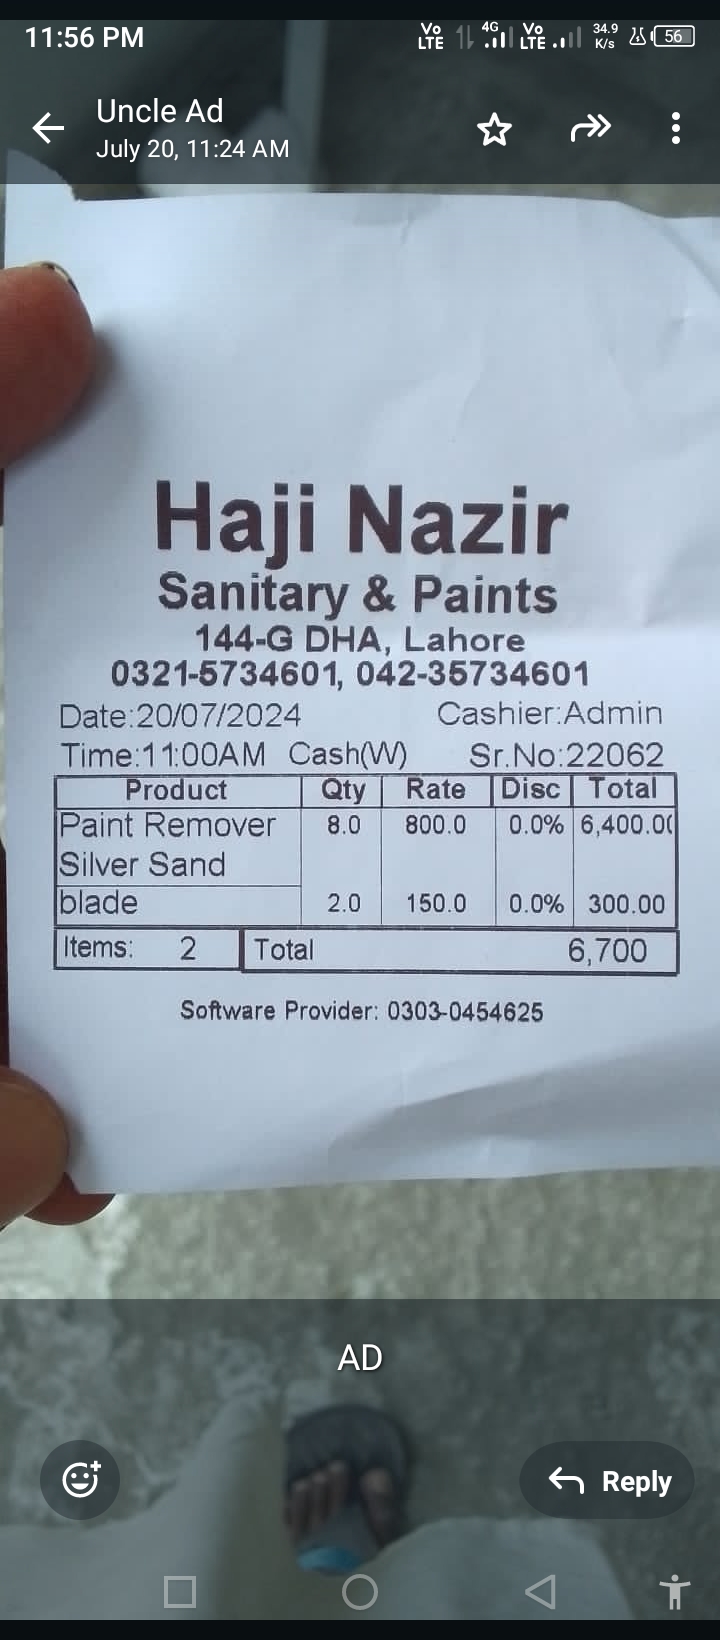 11:56 PM Vo LTE 4G Vo LTE 34.9 K/s 56
Uncle Ad
July 20, 11:24 AM
Haji Nazir
Sanitary & Paints
144-G DHA, Lahore
0321-5734601, 042-35734601
Date:20/07/2024 Cashier:Admin
Time:11:00AM Cash(W) Sr.No:22062
Product Qty Rate Disc Total
Paint Remover 8.0 800.0 0.0% 6,400.00
Silver Sand
blade 2.0 150.0 0.0% 300.00
Items: 2 Total 6,700
Software Provider: 0303-0454625
AD
Reply